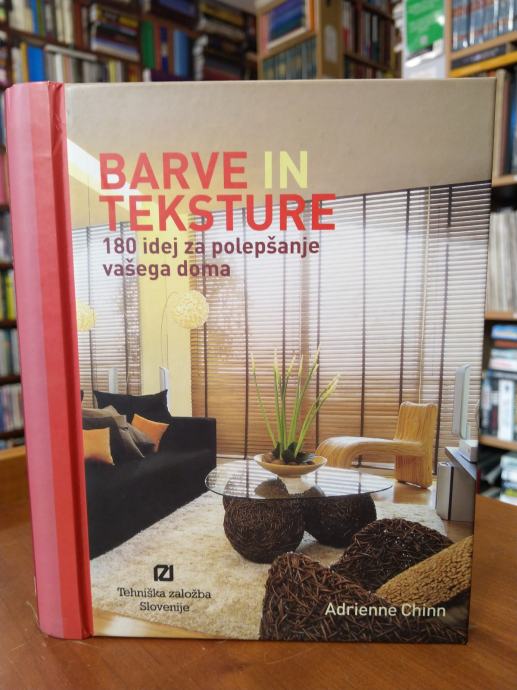 BARVE IN
TEKSTURE
180 idej za polepšanje
vašega doma
Tehniška založba
Slovenije
Adrienne Chinn